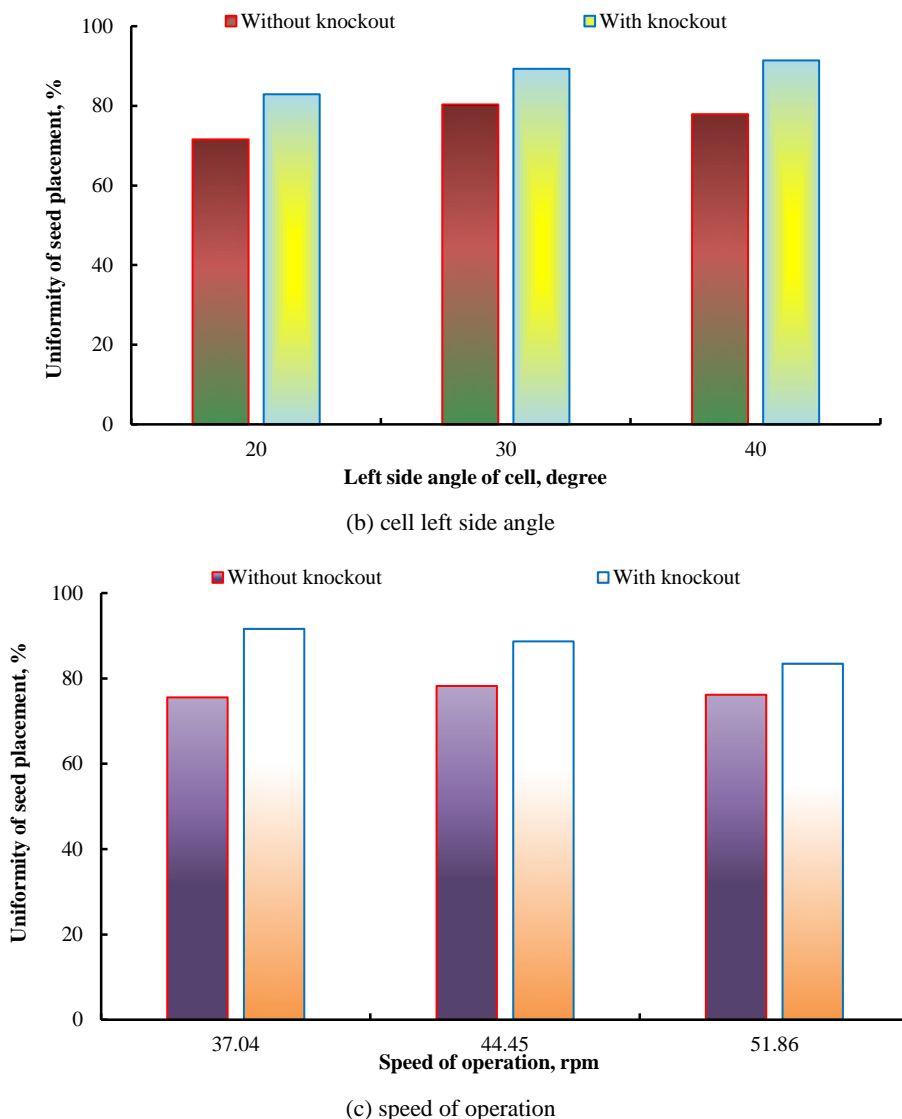 Without knockout
With knockout
100
80
60
40
20
0
Uniformity of seed placement, %
20
30
40
Left side angle of cell, degree
(b) cell left side angle
Without knockout
With knockout
100
80
60
40
20
0
Uniformity of seed placement, %
37.04
44.45
51.86
Speed of operation, rpm
(c) speed of operation